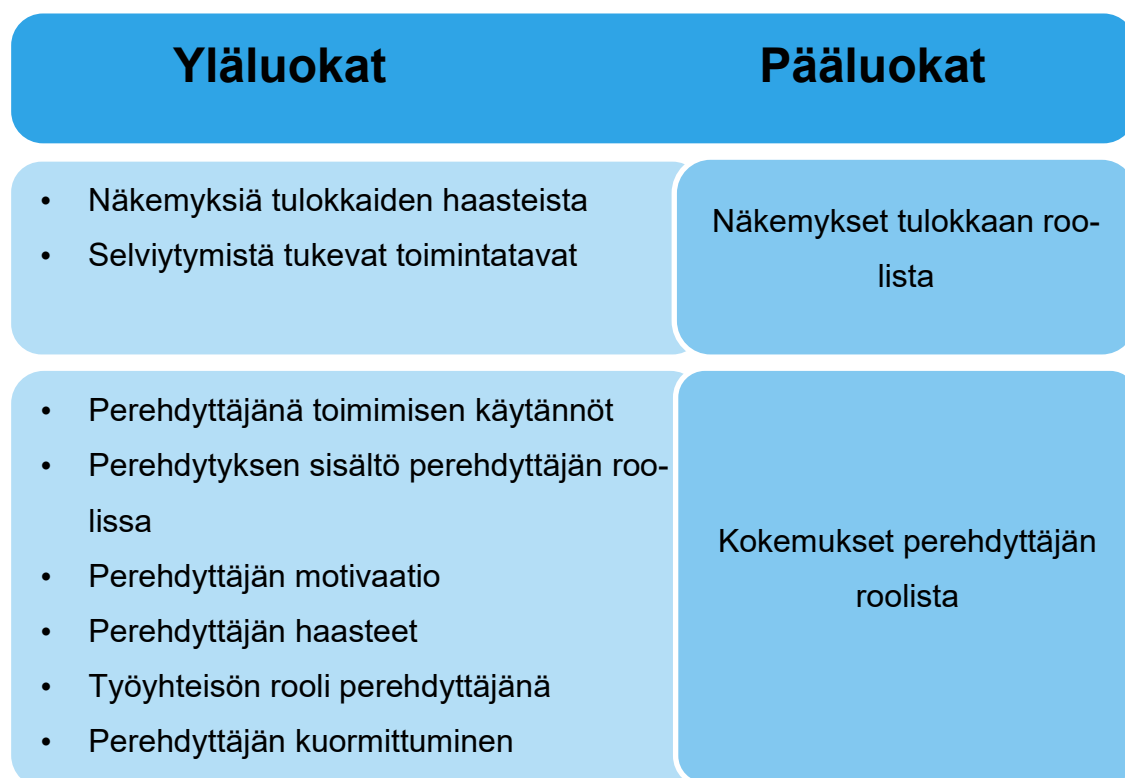 Yläluokat Pääluokat
• Näkemyksiä tulokkaiden haasteista
• Selviytymistä tukevat toimintatavat
Näkemykset tulokkaan roo-
lista
• Perehdyttäjänä toimimisen käytännöt
• Perehdytyksen sisältö perehdyttäjän roo-
lissa
• Perehdyttäjän motivaatio
• Perehdyttäjän haasteet
• Työyhteisön rooli perehdyttäjänä
• Perehdyttäjän kuormittuminen
Kokemukset perehdyttäjän
roolista